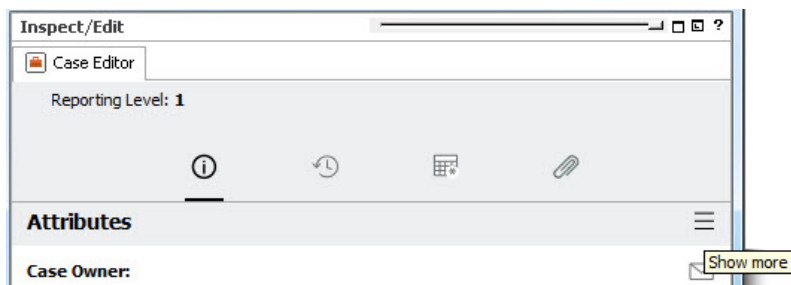 Inspect/Edit ?
Case Editor
Reporting Level: 1
Attributes
Case Owner:
Show more